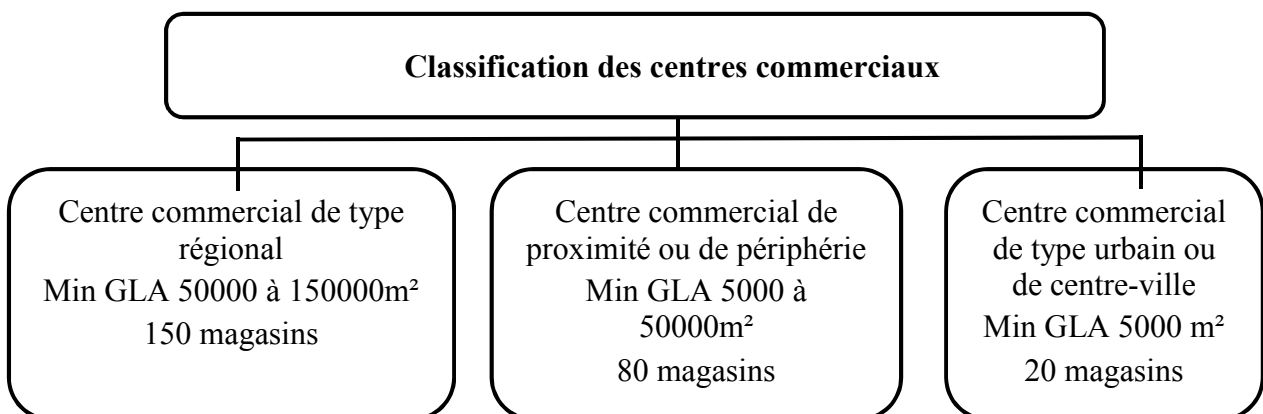 Classification des centres commerciaux
Centre commercial de type
régional
Min GLA 50000 à 150000m²
150 magasins
Centre commercial de
proximité ou de périphérie
Min GLA 5000 à
50000m²
80 magasins
Centre commercial
de type urbain ou
de centre-ville
Min GLA 5000 m²
20 magasins